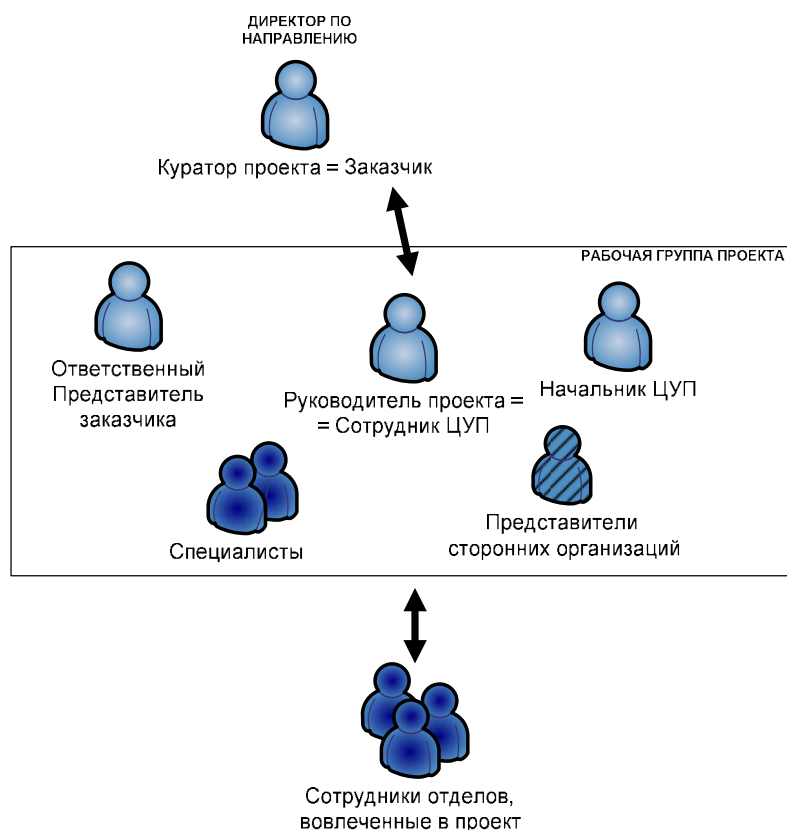 ДИРЕКТОР ПО
НАПРАВЛЕНИЮ
Куратор проекта = Заказчик
РАБОЧАЯ ГРУППА ПРОЕКТА
Ответственный
Представитель
заказчика
Руководитель проекта =
= Сотрудник ЦУП
Начальник ЦУП
Специалисты
Представители
сторонних организаций
Сотрудники отделов,
вовлеченные в проект